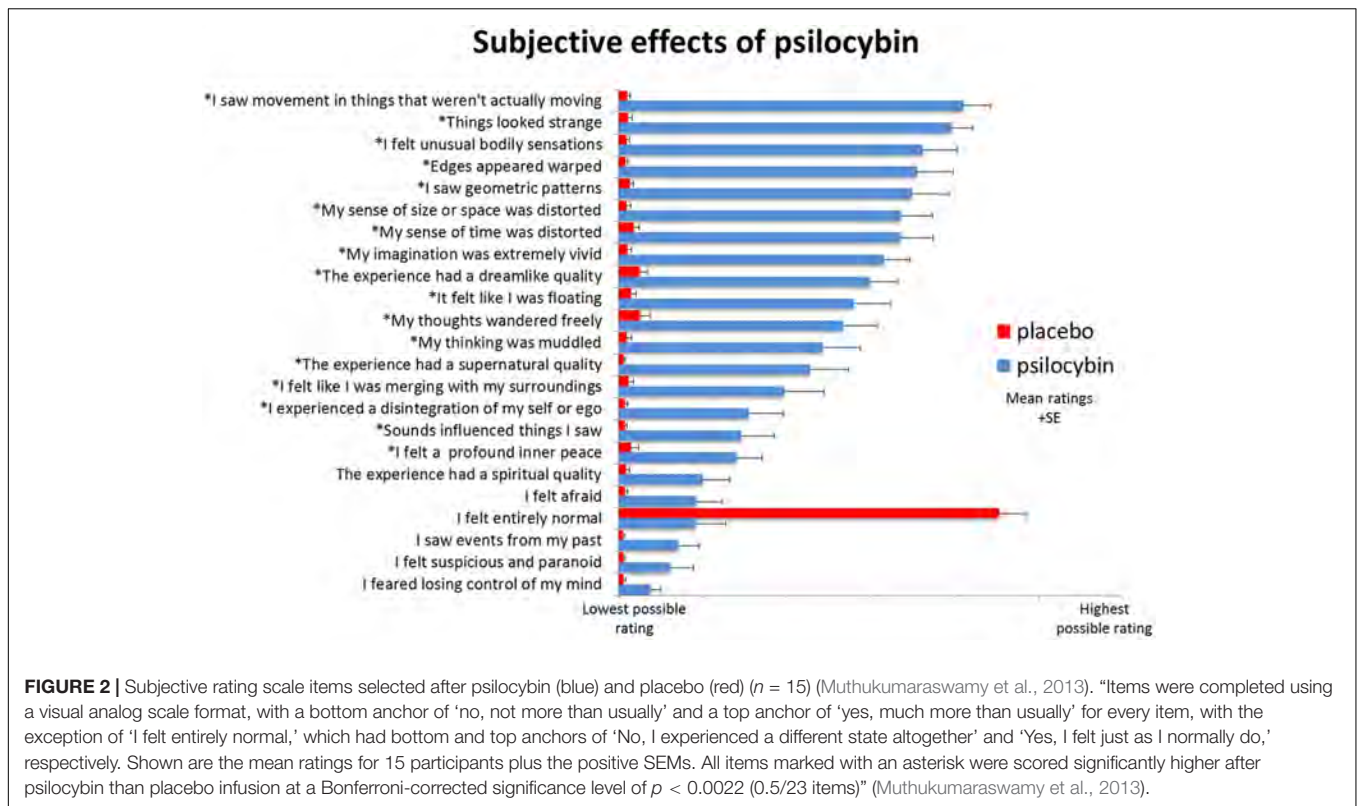 Subjective effects of psilocybin
*I saw movement in things that weren't actually moving
*Things looked strange
*I felt unusual bodily sensations
*Edges appeared warped
*I saw geometric patterns
*My sense of size or space was distorted
*My sense of time was distorted
*My imagination was extremely vivid
*The experience had a dreamlike quality
*It felt like I was floating
*My thoughts wandered freely
*My thinking was muddled
*The experience had a supernatural quality
*I felt like I was merging with my surroundings
*I experienced a disintegration of my self or ego
*Sounds influenced things I saw
*I felt a profound inner peace
The experience had a spiritual quality
I felt afraid
I felt entirely normal
I saw events from my past
I felt suspicious and paranoid
I feared losing control of my mind
placebo
psilocybin
Mean ratings
+SE
Lowest possible
rating
Highest
possible rating
FIGURE 2 | Subjective rating scale items selected after psilocybin (blue) and placebo (red) (n = 15) (Muthukumaraswamy et al., 2013). “Items were completed using
a visual analog scale format, with a bottom anchor of ‘no, not more than usually’ and a top anchor of ‘yes, much more than usually’ for every item, with the
exception of ‘I felt entirely normal,’ which had bottom and top anchors of ‘No, I experienced a different state altogether’ and ‘Yes, I felt just as I normally do,’
respectively. Shown are the mean ratings for 15 participants plus the positive SEMs. All items marked with an asterisk were scored significantly higher after
psilocybin than placebo infusion at a Bonferroni-corrected significance level of p < 0.0022 (0.5/23 items)” (Muthukumaraswamy et al., 2013).